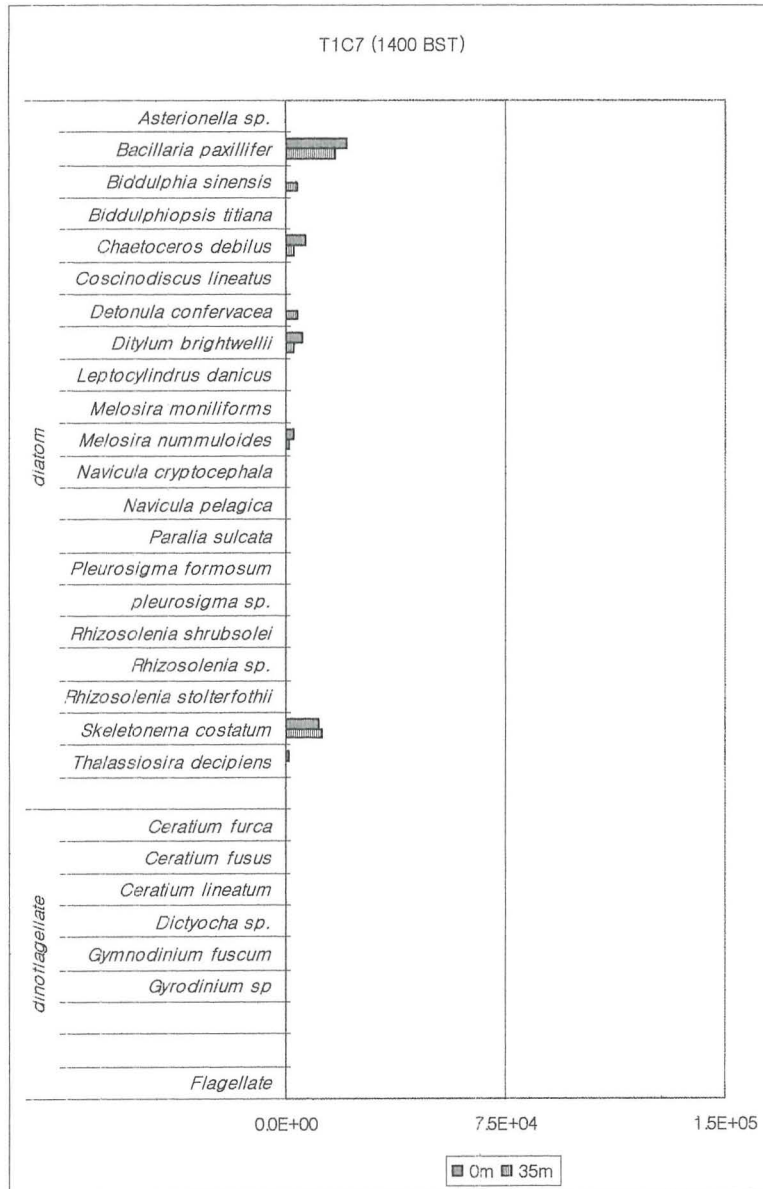 T1C7 (1400 BST)
diatom
Asterionella sp.
Bacillaria paxillifer
Biddulphia sinensis
Biddulphiopsis titiana
Chaetoceros debilus
Coscinodiscus lineatus
Detonula confervacea
Ditylum brightwellii
Leptocylindrus danicus
Melosira moniliforms
Melosira nummuloides
Navicula cryptocephala
Navicula pelagica
Paralia sulcata
Pleurosigma formosum
pleurosigma sp.
Rhizosolenia shrubsolei
Rhizosolenia sp.
Rhizosolenia stolterfothii
Skeletonema costatum
Thalassiosira decipiens
dinoflagellate
Ceratium furca
Ceratium fusus
Ceratium lineatum
Dictyocha sp.
Gymnodinium fuscum
Gyrodinium sp
Flagellate
0.0E+00 7.5E+04 1.5E+05
0m 35m